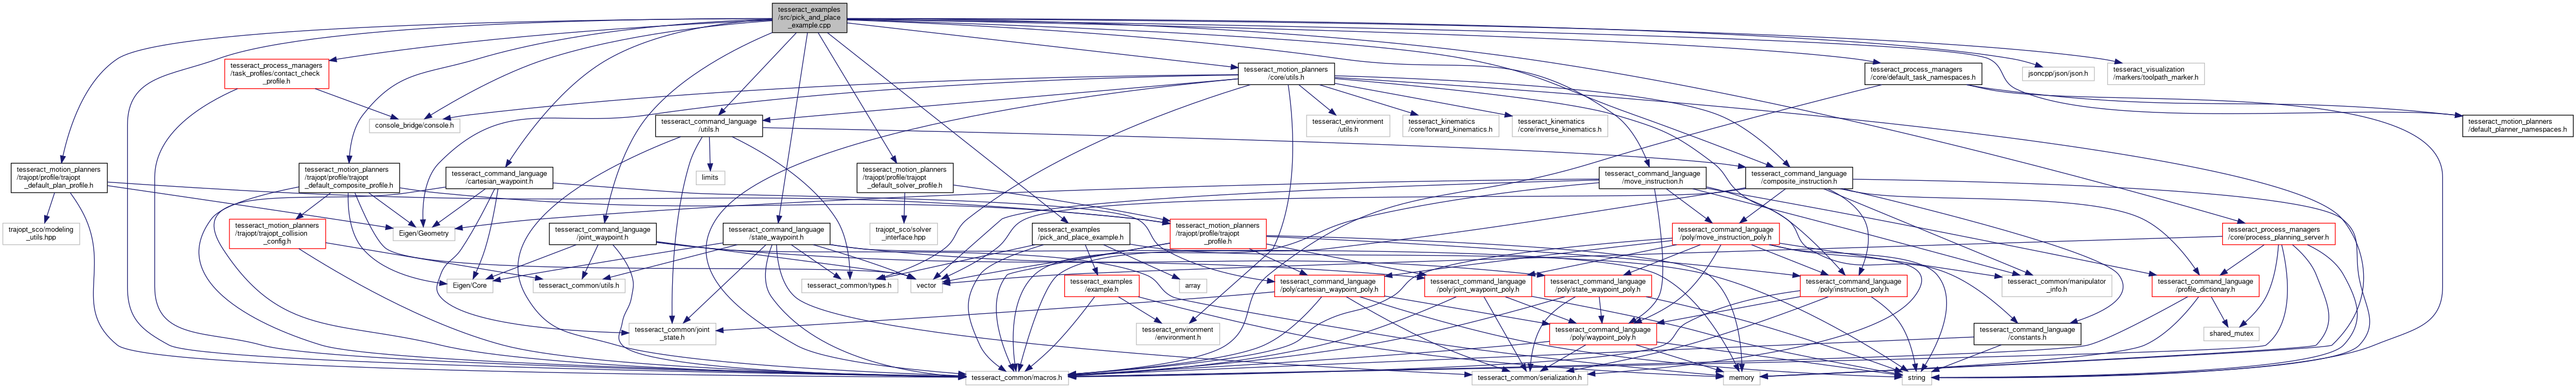 tesseract_examples
/src/pick_and_place
_example.cpp
tesseract_process_managers
/task_profiles/contact_check
_profile.h
tesseract_motion_planners
/core/utils.h
tesseract_process_managers
/core/default_task_namespaces.h
jsoncpp/json/json.h
tesseract_visualization
/markers/toolpath_marker.h
console_bridge/console.h
tesseract_command_language
/utils.h
tesseract_environment
/utils.h
tesseract_kinematics
/core/forward_kinematics.h
tesseract_kinematics
/core/inverse_kinematics.h
tesseract_motion_planners
/default_planner_namespaces.h
tesseract_motion_planners
/trajopt/profile/trajopt
_default_plan_profile.h
tesseract_motion_planners
/trajopt/profile/trajopt
_default_composite_profile.h
tesseract_command_language
/cartesian_waypoint.h
limits
tesseract_motion_planners
/trajopt/profile/trajopt
_default_solver_profile.h
tesseract_command_language
/move_instruction.h
tesseract_command_language
/composite_instruction.h
trajopt_sco/modeling
_utils.hpp
tesseract_motion_planners
/trajopt/trajopt_collision
_config.h
Eigen/Geometry
tesseract_command_language
/joint_waypoint.h
tesseract_command_language
/state_waypoint.h
trajopt_sco/solver
_interface.hpp
tesseract_examples
/pick_and_place_example.h
tesseract_motion_planners
/trajopt/profile/trajopt
_profile.h
tesseract_command_language
/poly/move_instruction_poly.h
tesseract_process_managers
/core/process_planning_server.h
Eigen/Core
tesseract_common/utils.h
tesseract_common/types.h
vector
tesseract_examples
/example.h
array
tesseract_command_language
/poly/cartesian_waypoint_poly.h
tesseract_command_language
/poly/joint_waypoint_poly.h
tesseract_command_language
/poly/state_waypoint_poly.h
tesseract_command_language
/poly/instruction_poly.h
tesseract_common/manipulator
_info.h
tesseract_command_language
/profile_dictionary.h
tesseract_common/joint
_state.h
tesseract_environment
/environment.h
tesseract_command_language
/poly/waypoint_poly.h
tesseract_command_language
/constants.h
shared_mutex
tesseract_common/macros.h
tesseract_common/serialization.h
memory
string